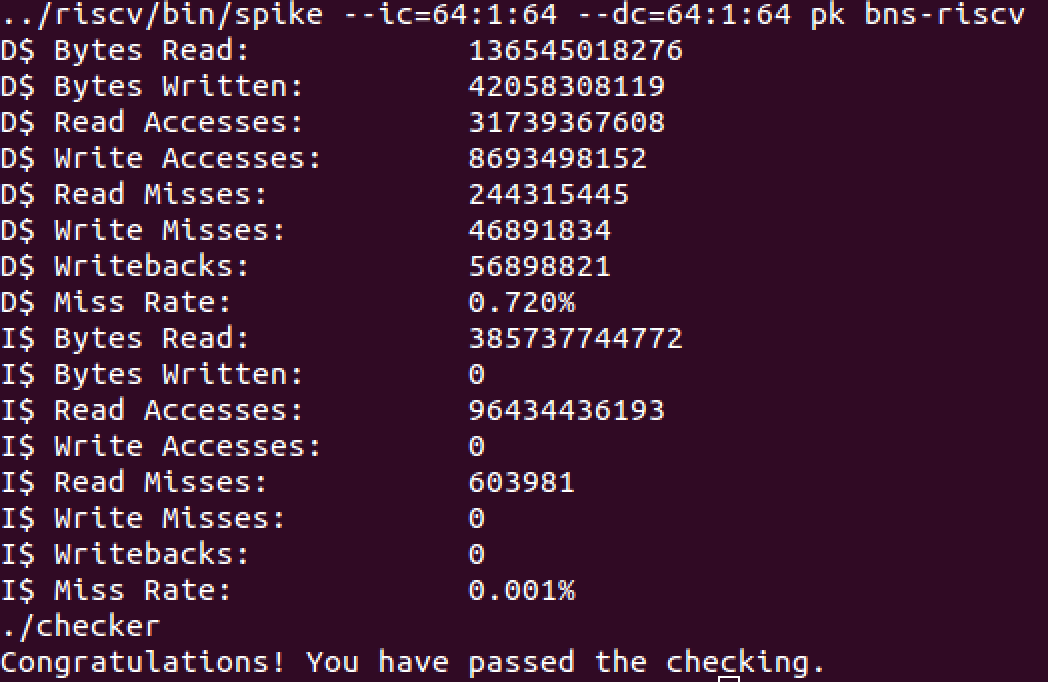 ../riscv/bin/spike --ic=64:1:64 --dc=64:1:64 pk bns-riscv
D$ Bytes Read: 136545018276
D$ Bytes Written: 42058308119
D$ Read Accesses: 31739367608
D$ Write Accesses: 8693498152
D$ Read Misses: 244315445
D$ Write Misses: 46891834
D$ Writebacks: 56898821
D$ Miss Rate: 0.720%
I$ Bytes Read: 385737744772
I$ Bytes Written: 0
I$ Read Accesses: 96434436193
I$ Write Accesses: 0
I$ Read Misses: 603981
I$ Write Misses: 0
I$ Writebacks: 0
I$ Miss Rate: 0.001%
./checker
Congratulations! You have passed the checking.